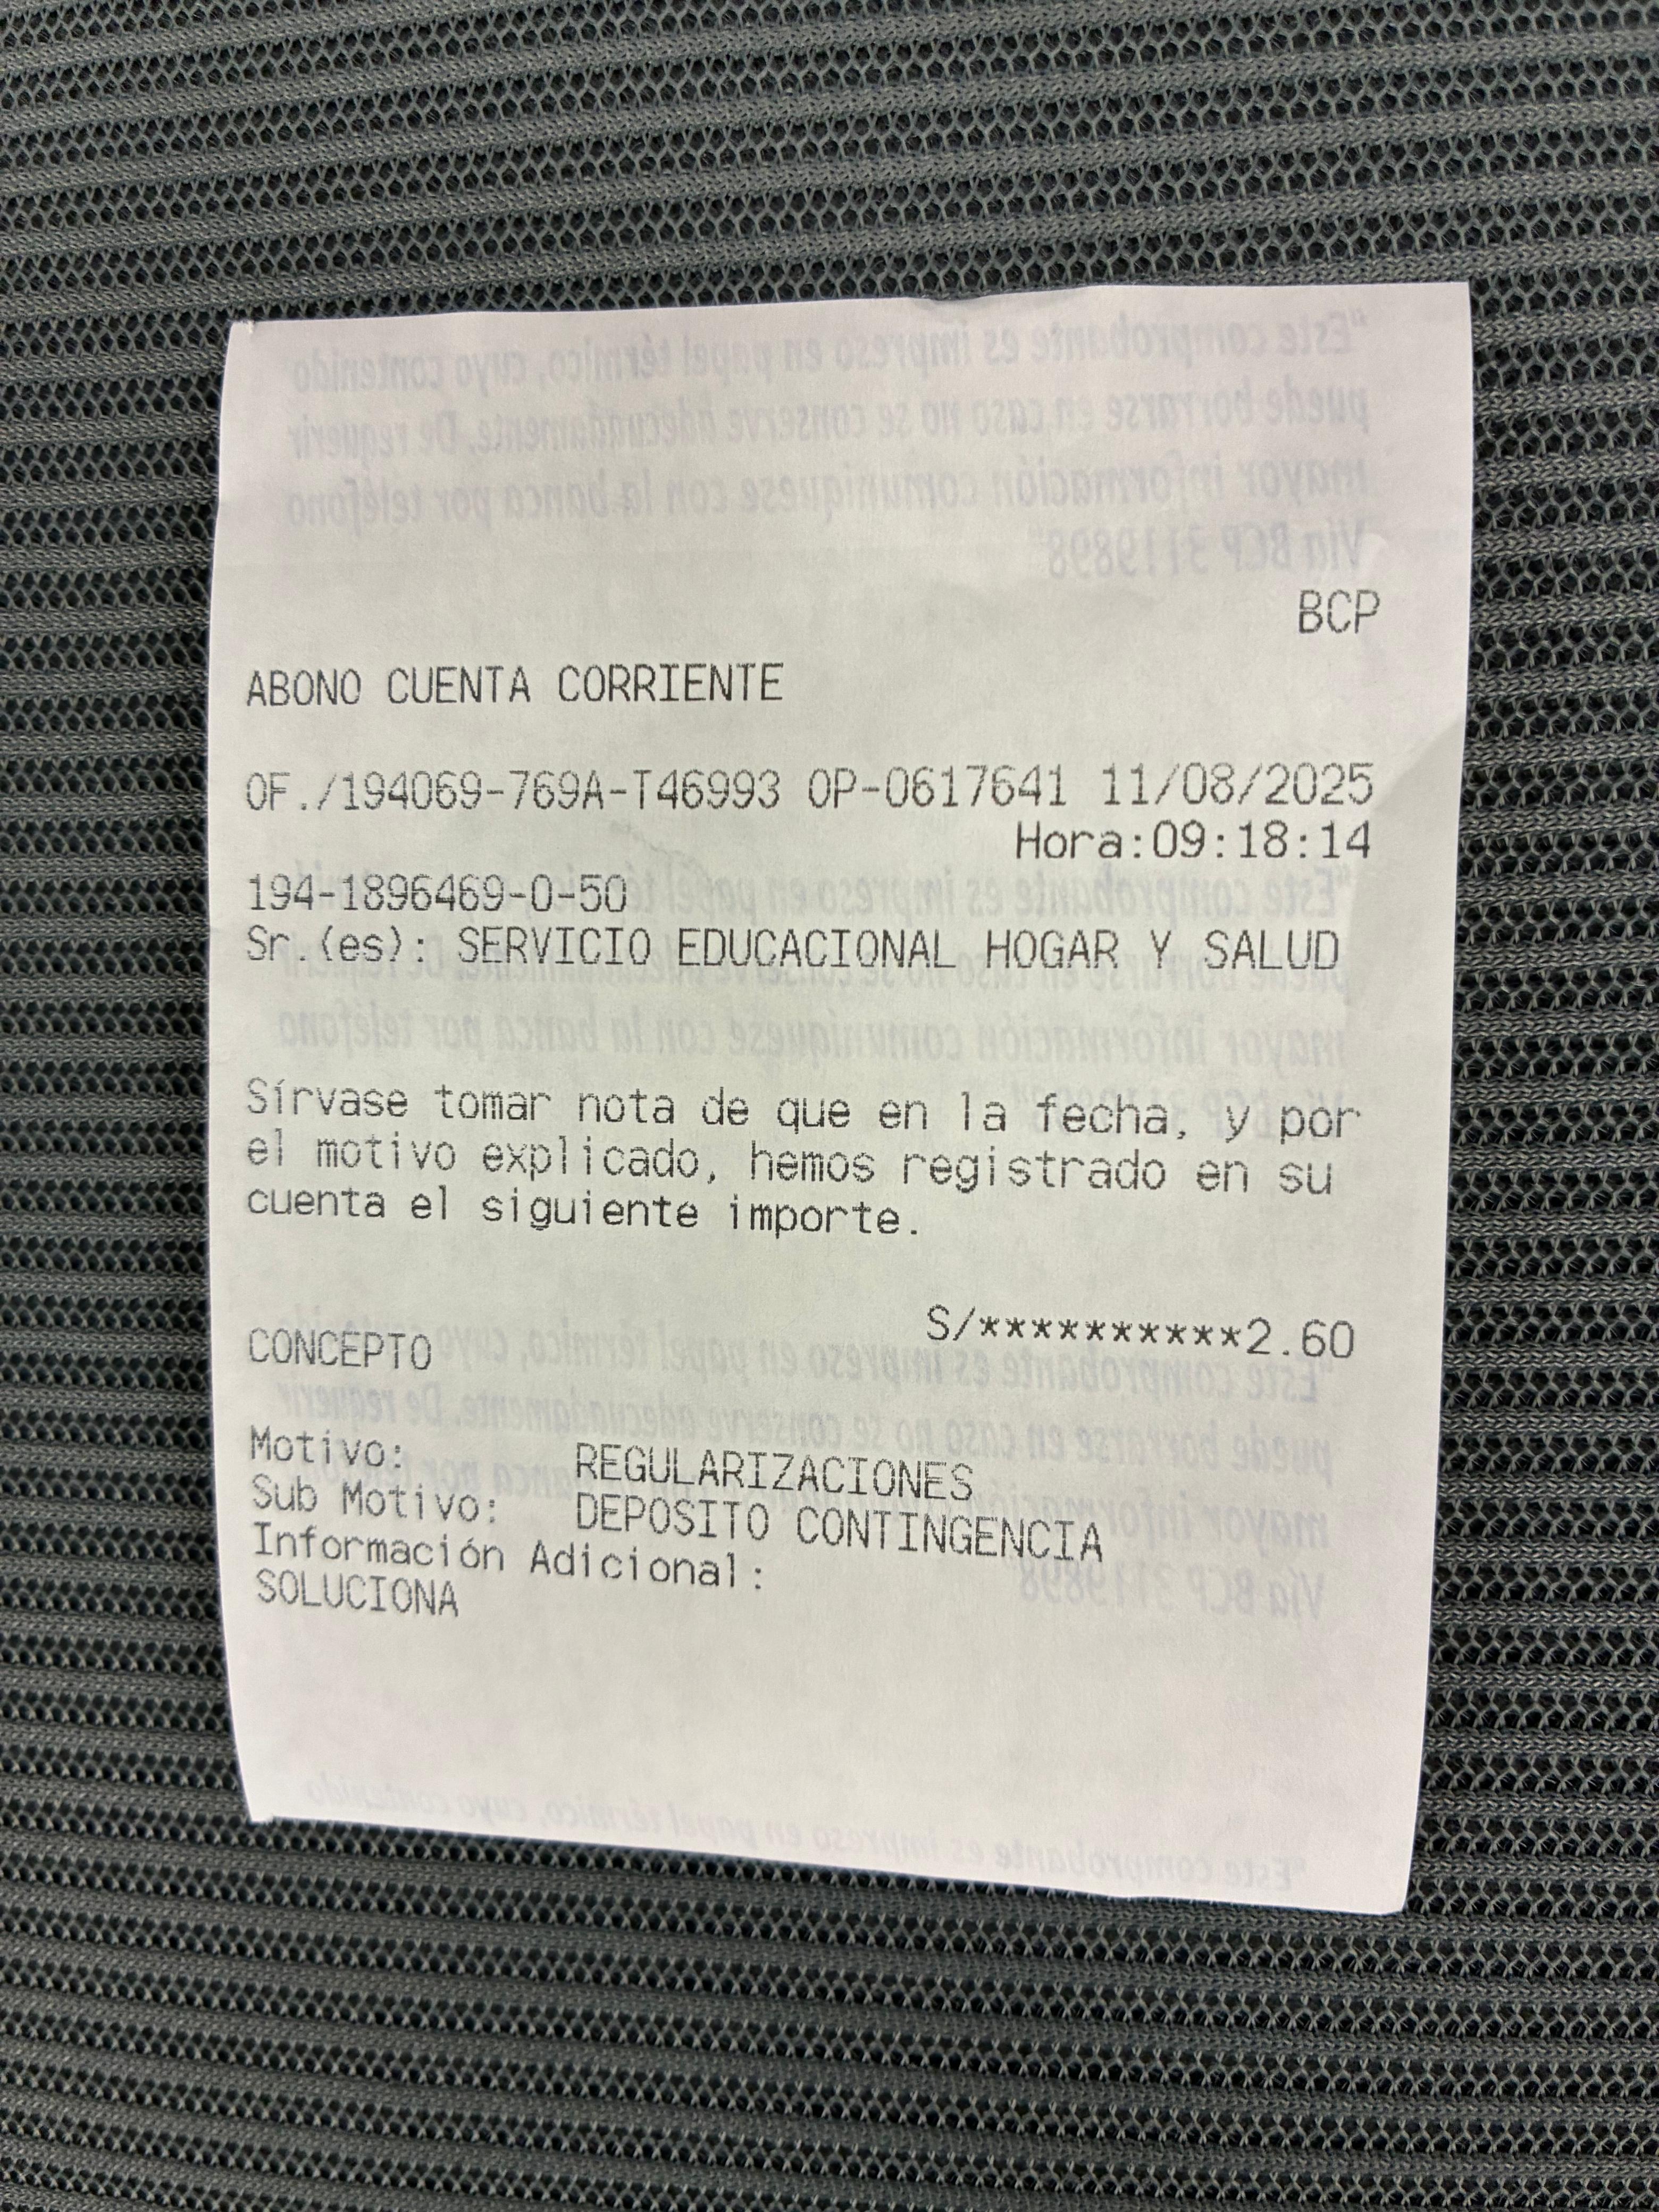 BCP
ABONO CUENTA CORRIENTE
OF./194069-769A-T46993 OP-0617641 11/08/2025
Hora:09:18:14
194-1896469-0-50
Sr.(es): SERVICIO EDUCACIONAL HOGAR Y SALUD
Sírvase tomar nota de que en la fecha, y por
el motivo explicado, hemos registrado en su
cuenta el siguiente importe.
S/**********2.60
CONCEPTO
Motivo: REGULARIZACIONES
Sub Motivo: DEPOSITO CONTINGENCIA
Información Adicional:
SOLUCIONA